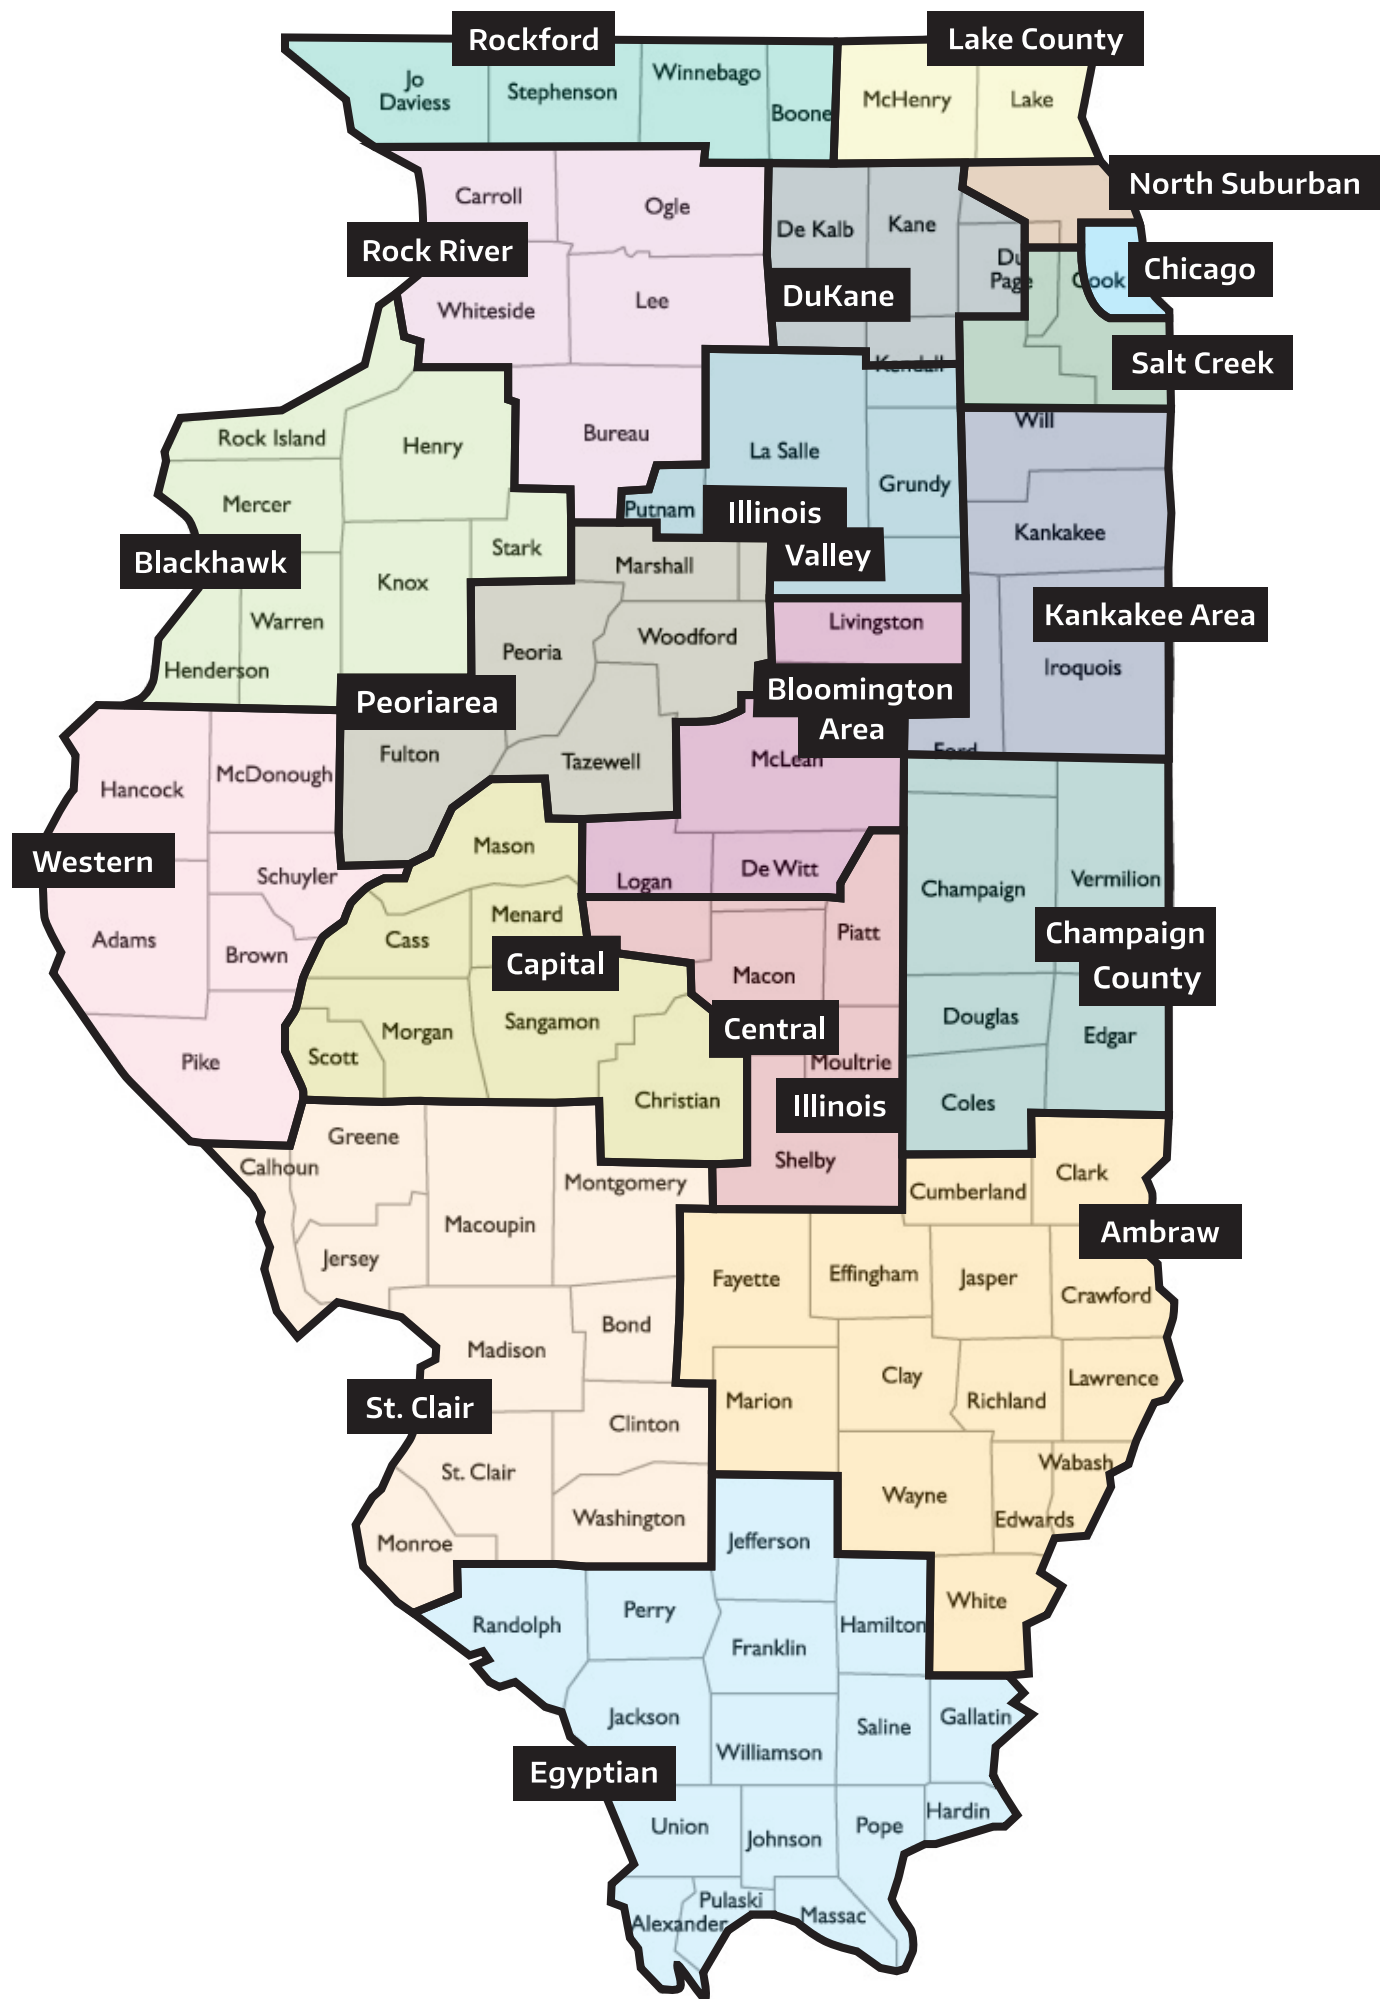 Rockford
Lake County
Jo
Daviess
Stephenson
Winnebago
Boone
McHenry
Lake
North Suburban
Carroll
Ogle
De Kalb
Kane
Rock River
Du
Page
Cook
Chicago
Whiteside
Lee
DuKane
Kendall
Salt Creek
Rock Island
Henry
Bureau
La Salle
Will
Mercer
Putnam
Grundy
Illinois
Valley
Kankakee
Blackhawk
Stark
Knox
Marshall
Warren
Henderson
Peoria
Woodford
Livingston
Kankakee Area
Iroquois
Peoriarea
Bloomington
Area
Fulton
Tazewell
McLean
Ford
Hancock
McDonough
Western
Schuyler
Mason
Logan
De Witt
Champaign
Vermilion
Adams
Brown
Cass
Menard
Piatt
Champaign
County
Capital
Macon
Pike
Scott
Morgan
Sangamon
Central
Illinois
Moultrie
Douglas
Edgar
Christian
Coles
Greene
Calhoun
Montgomery
Shelby
Cumberland
Clark
Macoupin
Ambraw
Jersey
Fayette
Effingham
Jasper
Crawford
Madison
Bond
Clay
Lawrence
St. Clair
Marion
Richland
Clinton
St. Clair
Wabash
Wayne
Washington
Edwards
Monroe
Jefferson
White
Randolph
Perry
Franklin
Hamilton
Jackson
Williamson
Saline
Gallatin
Egyptian
Union
Johnson
Pope
Hardin
Pulaski
Alexander
Massac